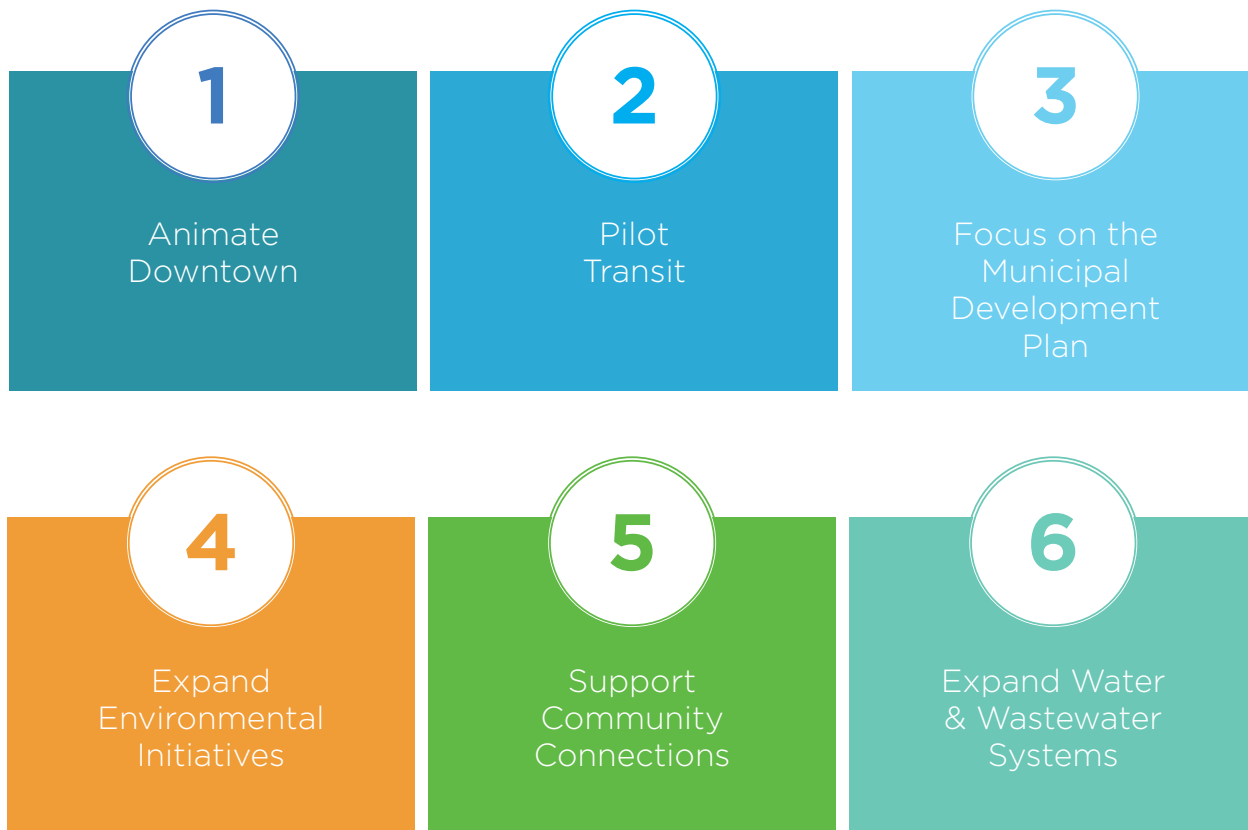 1
Animate
Downtown
2
Pilot
Transit
3
Focus on the
Municipal
Development
Plan
4
Expand
Environmental
Initiatives
5
Support
Community
Connections
6
Expand Water
& Wastewater
Systems